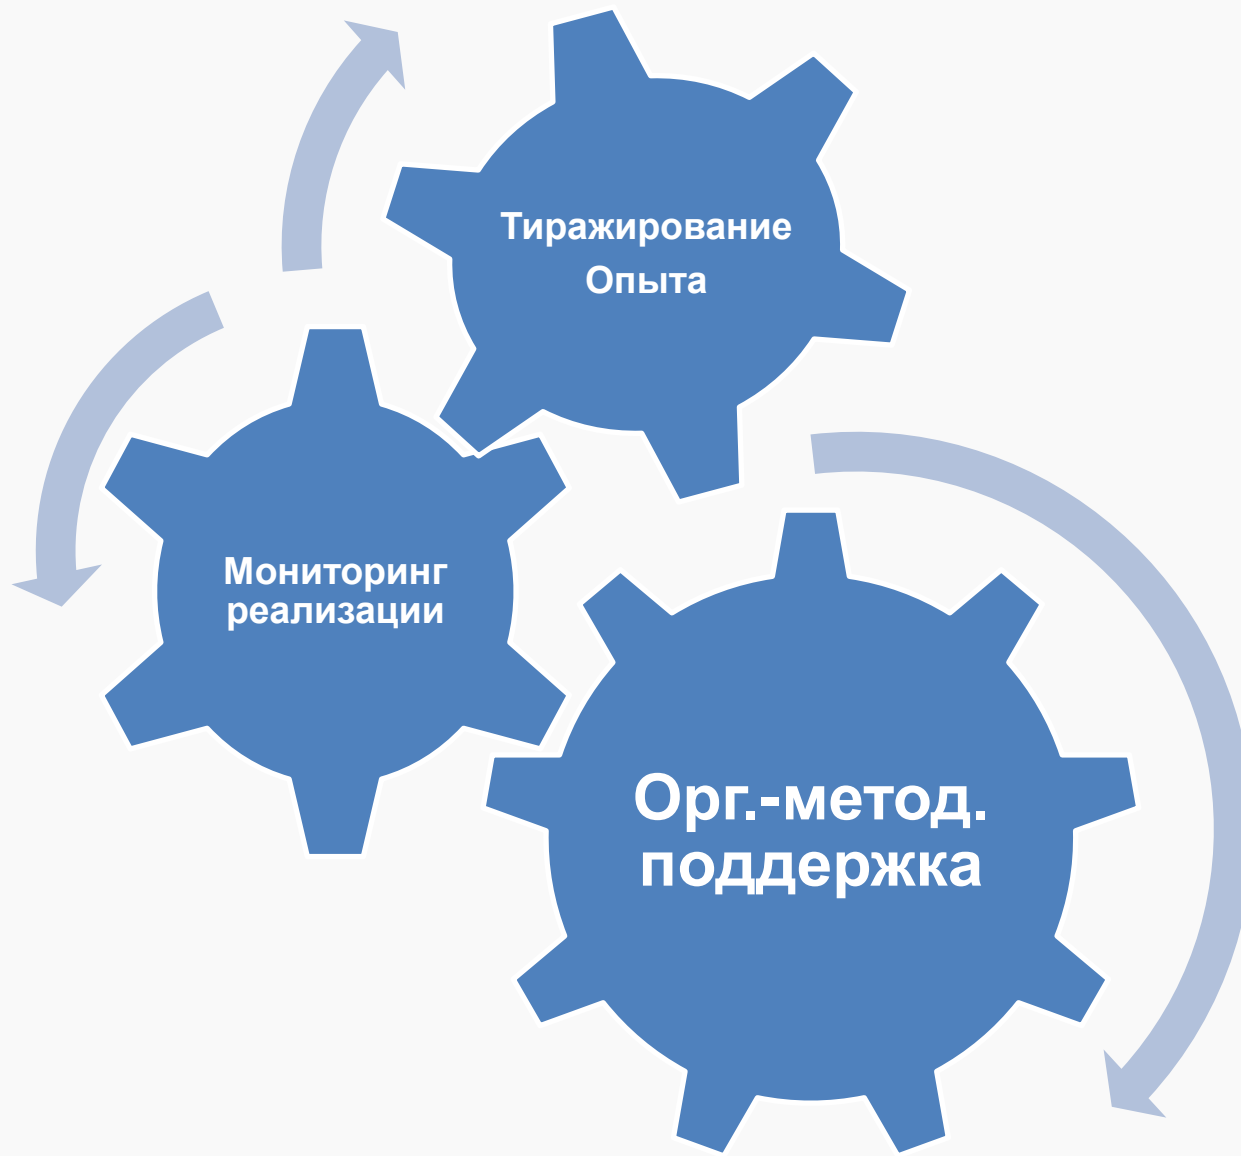 Тиражирование
Опыта
Мониторинг
реализации
Орг.-метод.
поддержка